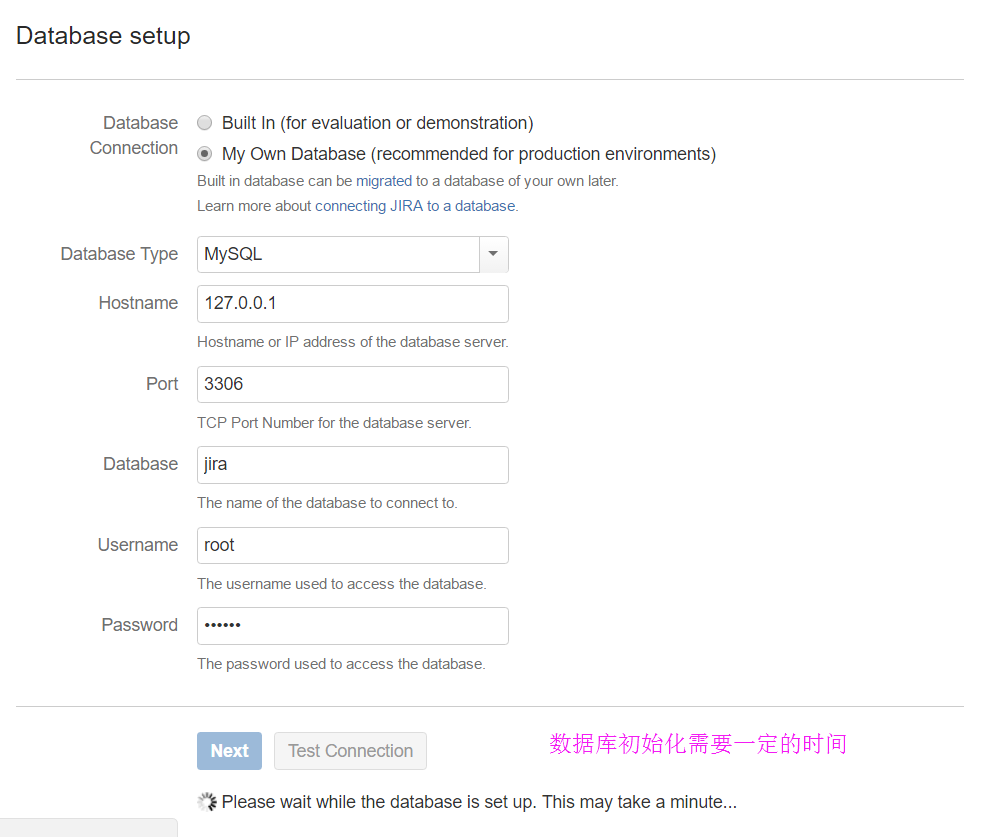 Database setup
Database Connection
Built In (for evaluation or demonstration)
My Own Database (recommended for production environments)
Built in database can be migrated to a database of your own later.
Learn more about connecting JIRA to a database.
Database Type
MySQL
Hostname
127.0.0.1
Hostname or IP address of the database server.
Port
3306
TCP Port Number for the database server.
Database
jira
The name of the database to connect to.
Username
root
The username used to access the database.
Password
••••••
The password used to access the database.
Next
Test Connection
数据库初始化需要一定的时间
Please wait while the database is set up. This may take a minute...